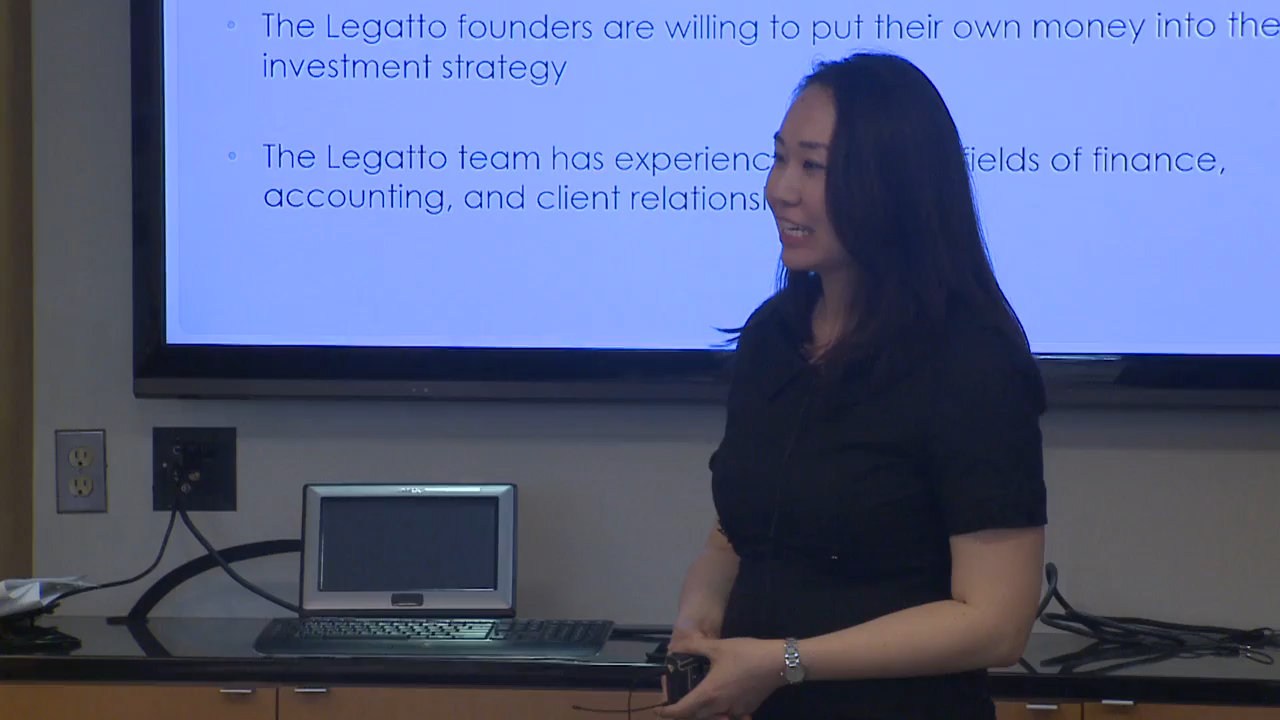 The Legatto founders are willing to put their own money into the
investment strategy
The Legatto team has experienc fields of finance,
accounting, and client relations